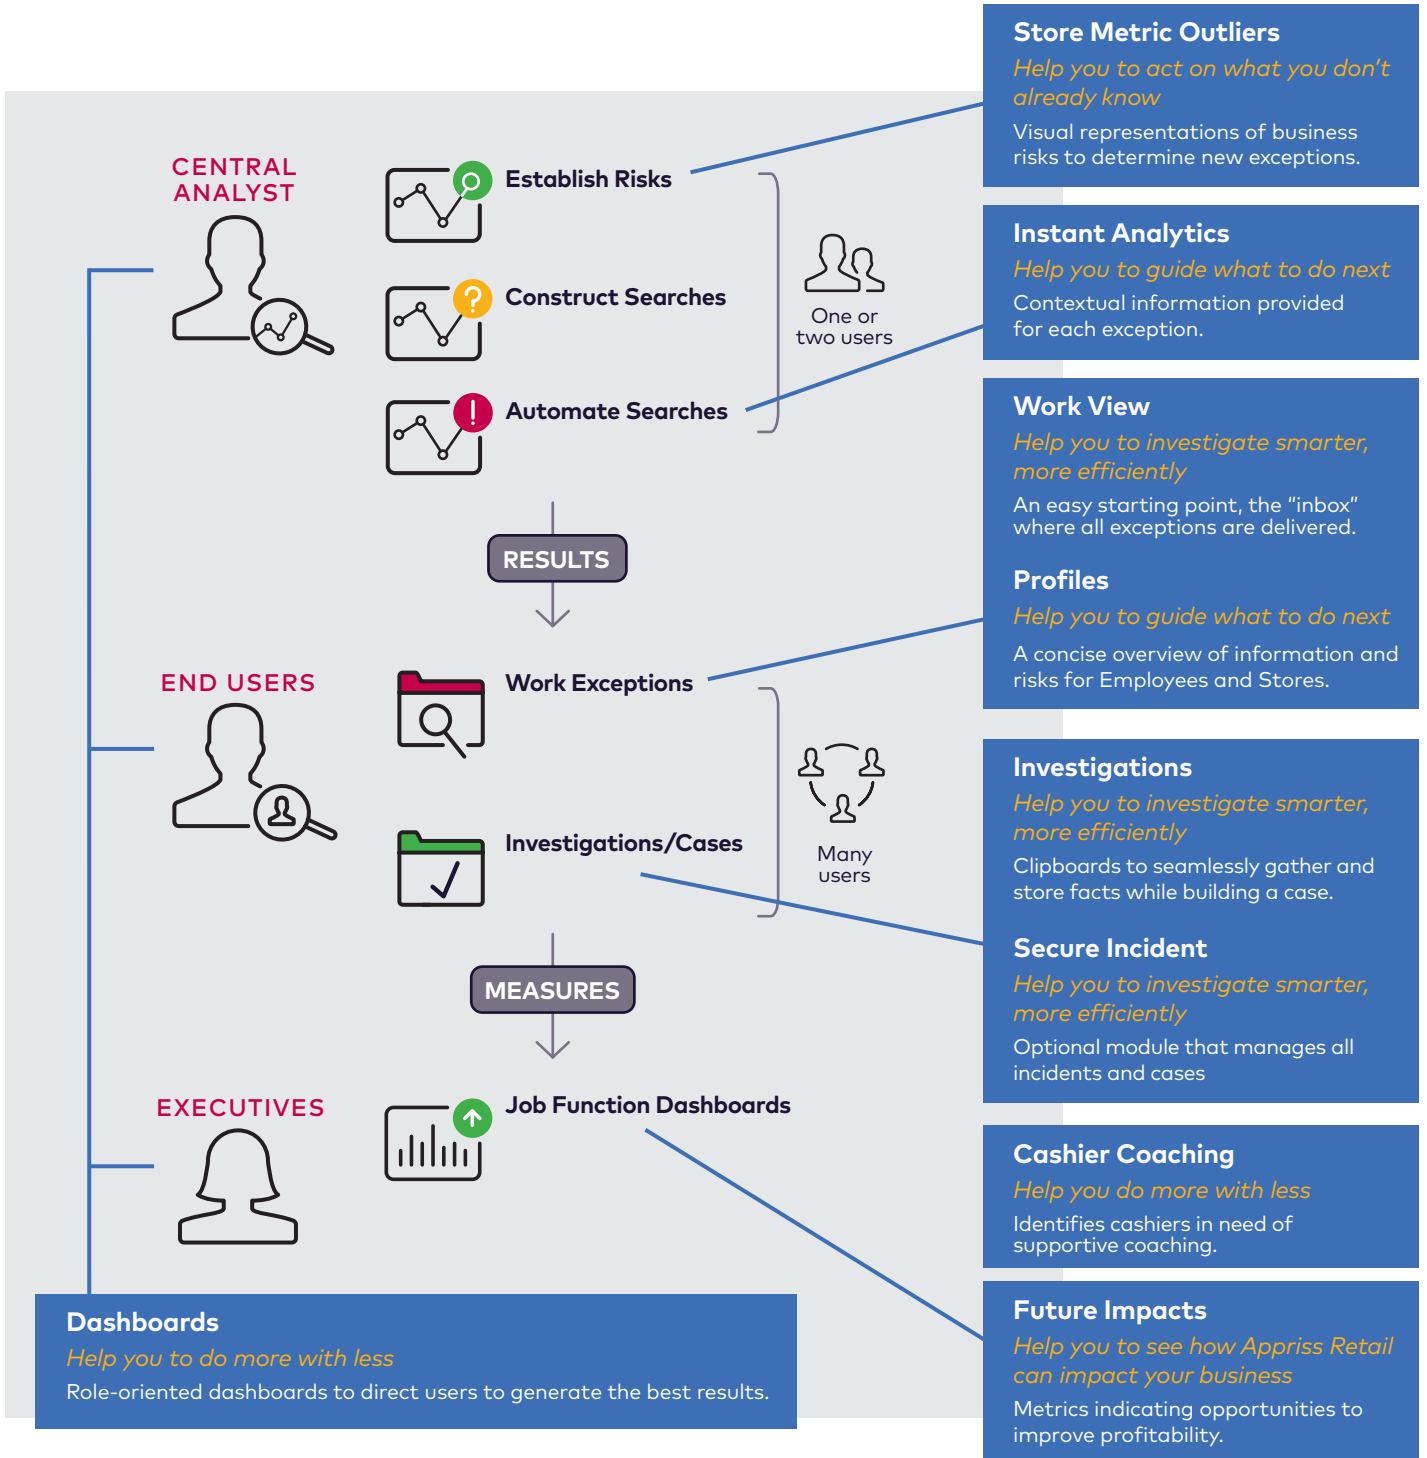 CENTRAL
ANALYST
Establish Risks
Construct Searches
Automate Searches
One or
two users
RESULTS
END USERS
Work Exceptions
Investigations/Cases
Many
users
MEASURES
EXECUTIVES
Job Function Dashboards
Dashboards
Help you to do more with less
Role-oriented dashboards to direct users to generate the best results.
Store Metric Outliers
Help you to act on what you don’t
already know
Visual representations of business
risks to determine new exceptions.
Instant Analytics
Help you to guide what to do next
Contextual information provided
for each exception.
Work View
Help you to investigate smarter,
more efficiently
An easy starting point, the “inbox”
where all exceptions are delivered.
Profiles
Help you to guide what to do next
A concise overview of information and
risks for Employees and Stores.
Investigations
Help you to investigate smarter,
more efficiently
Clipboards to seamlessly gather and
store facts while building a case.
Secure Incident
Help you to investigate smarter,
more efficiently
Optional module that manages all
incidents and cases
Cashier Coaching
Help you do more with less
Identifies cashiers in need of
supportive coaching.
Future Impacts
Help you to see how Appriss Retail
can impact your business
Metrics indicating opportunities to
improve profitability.